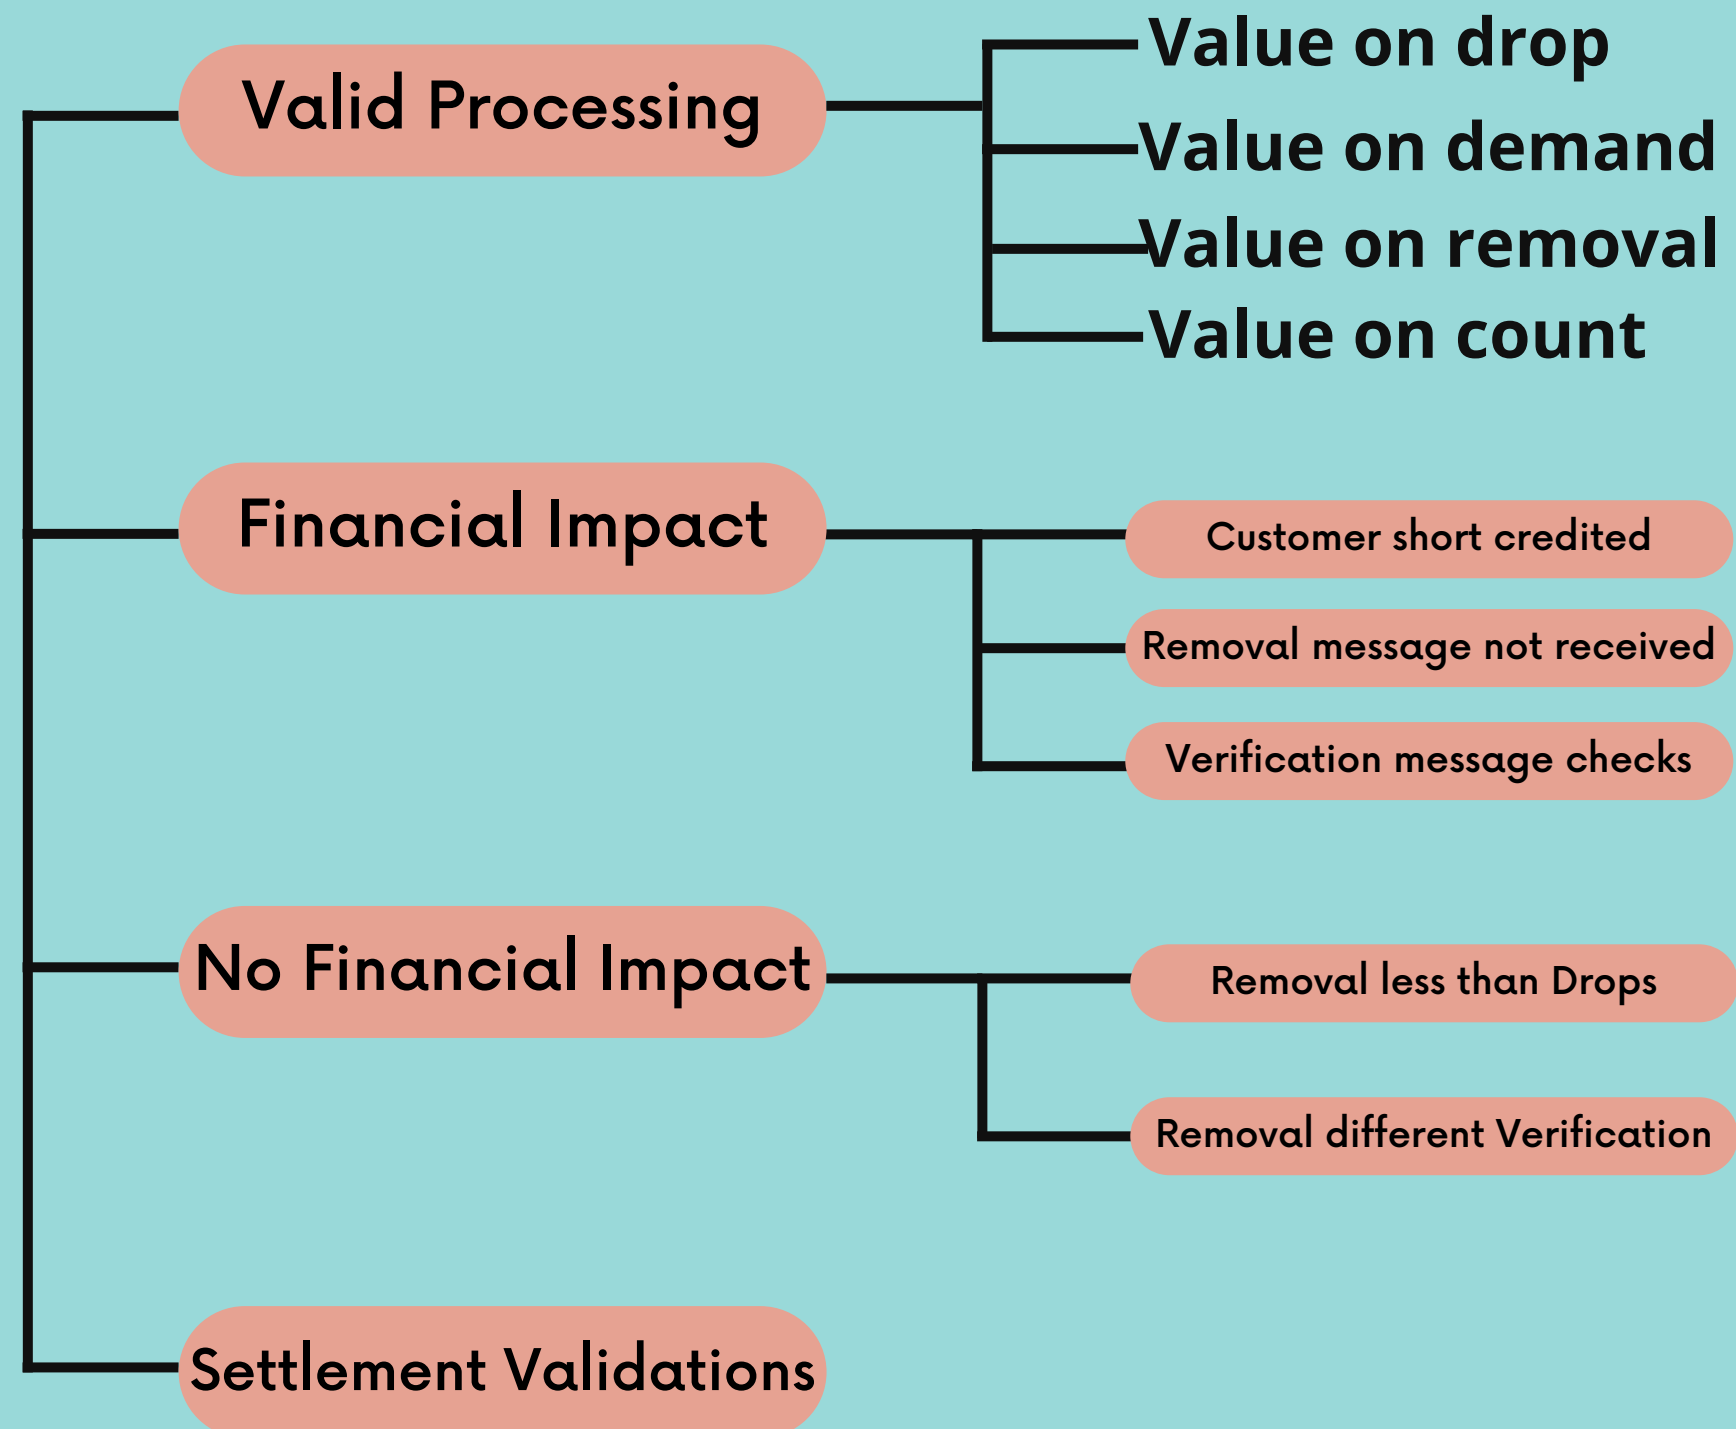 Valid Processing
Value on drop
Value on demand
Value on removal
Value on count
Financial Impact
Customer short credited
Removal message not received
Verification message checks
No Financial Impact
Removal less than Drops
Removal different Verification
Settlement Validations